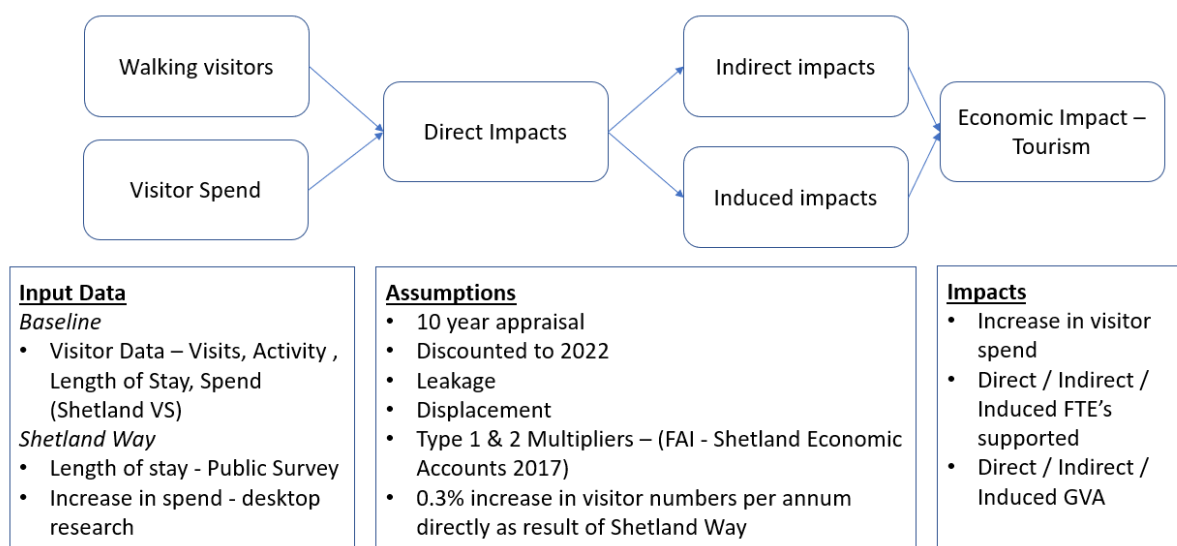 Walking visitors
Visitor Spend
Direct Impacts
Indirect impacts
Induced impacts
Economic Impact –
Tourism
Input Data
Baseline
• Visitor Data – Visits, Activity ,
Length of Stay, Spend
(Shetland VS)
Shetland Way
• Length of stay - Public Survey
• Increase in spend - desktop
research
Assumptions
• 10 year appraisal
• Discounted to 2022
• Leakage
• Displacement
• Type 1 & 2 Multipliers – (FAI - Shetland Economic
Accounts 2017)
• 0.3% increase in visitor numbers per annum
directly as result of Shetland Way
Impacts
• Increase in visitor
spend
• Direct / Indirect /
Induced FTE’s
supported
• Direct / Indirect /
Induced GVA